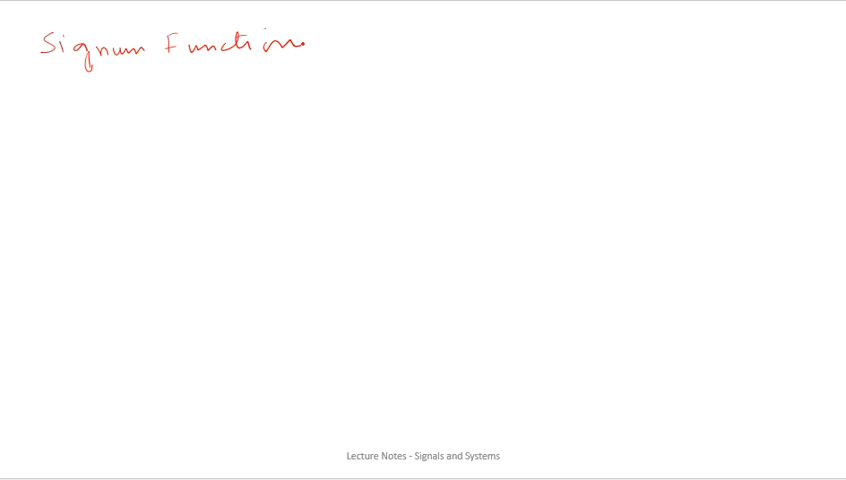 Signum Function.
Lecture Notes - Signals and Systems